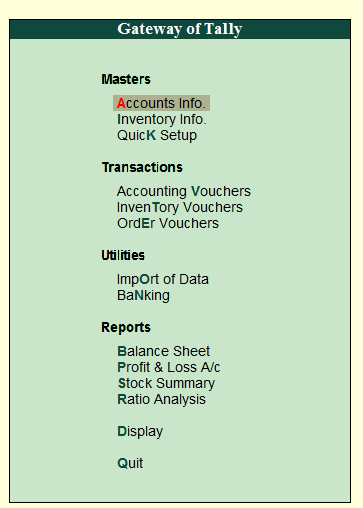 Gateway of Tally
Masters
Accounts Info.
Inventory Info.
QuicK Setup
Transactions
Accounting Vouchers
InvenTory Vouchers
OrdEr Vouchers
Utilities
ImpOrt of Data
BaNking
Reports
Balance Sheet
Profit & Loss A/c
Stock Summary
Ratio Analysis
Display
Quit